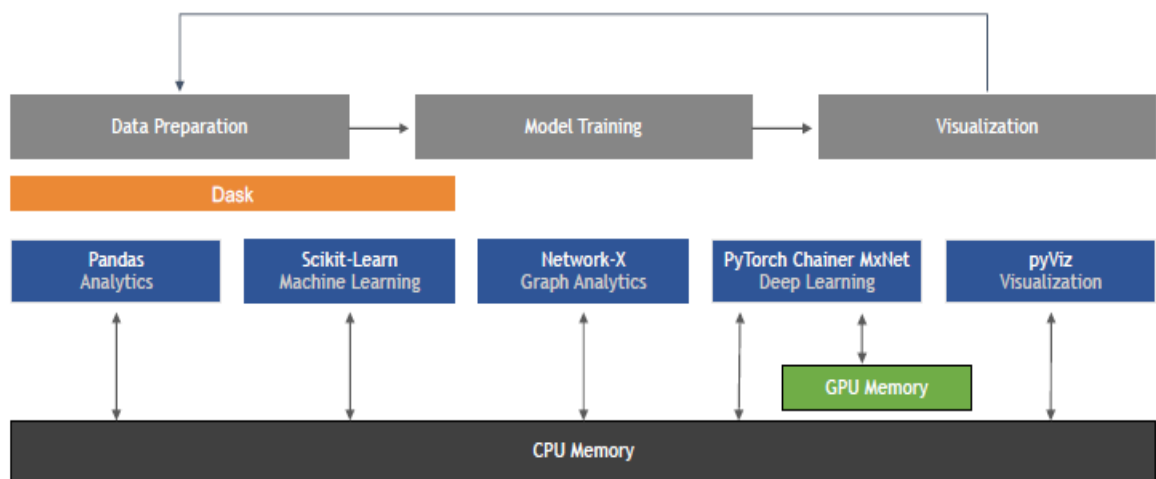 Data Preparation
Model Training
Visualization
Dask
Pandas
Analytics
Scikit-Learn
Machine Learning
Network-X
Graph Analytics
PyTorch Chainer MxNet
Deep Learning
pyViz
Visualization
GPU Memory
CPU Memory